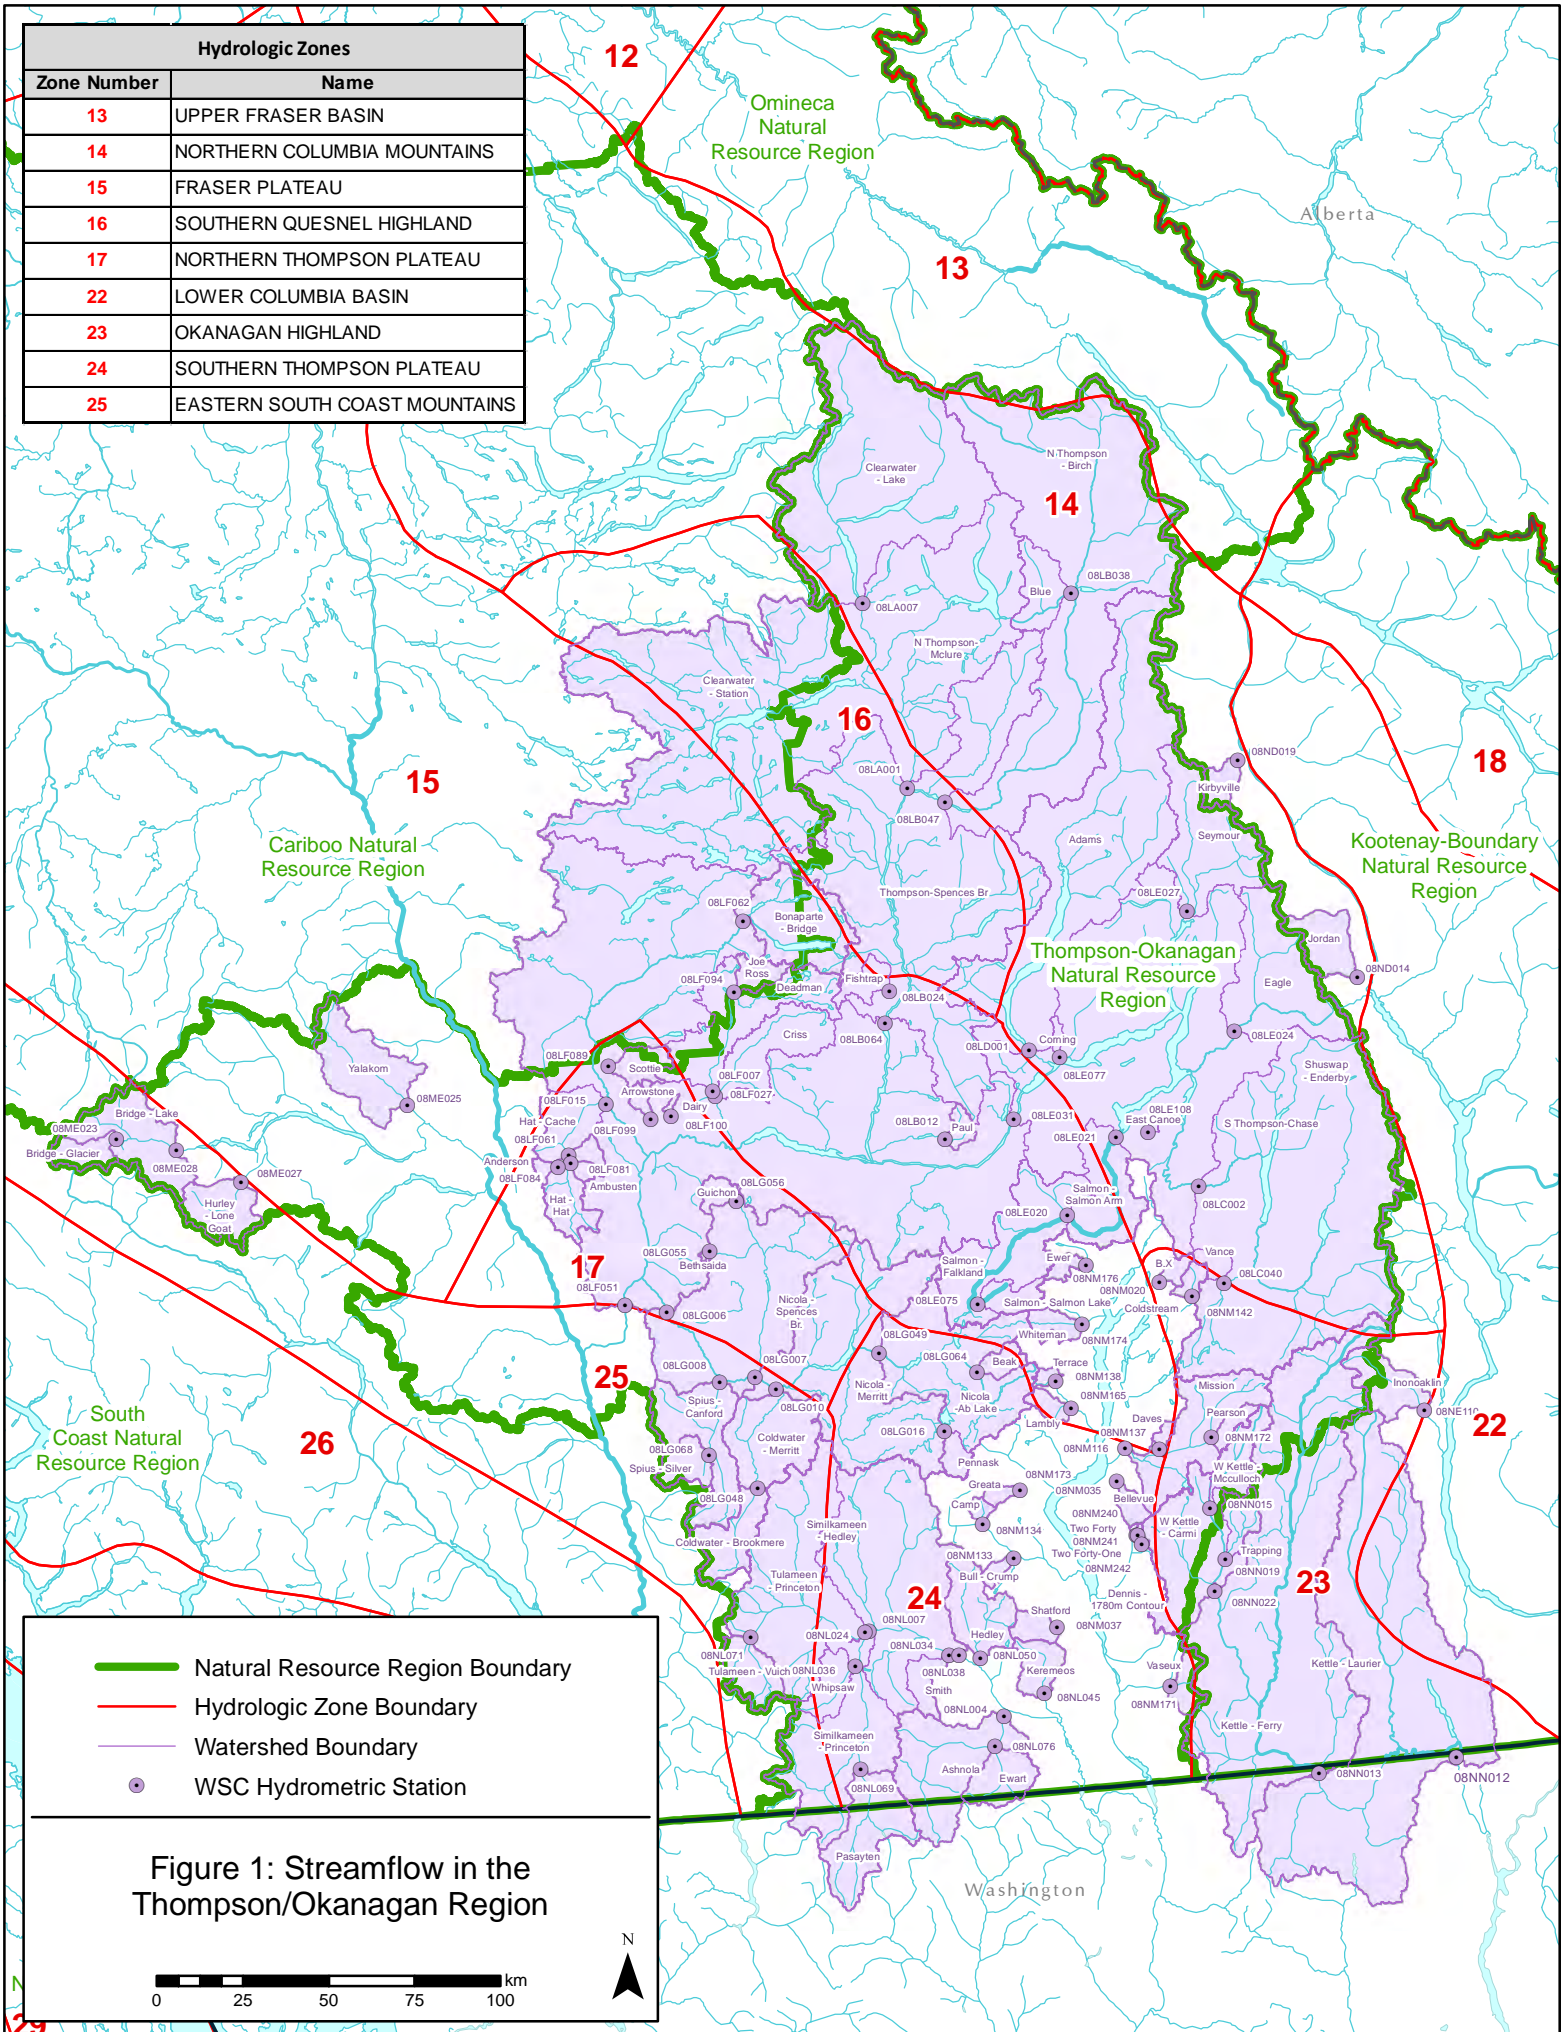 Hydrologic Zones
Zone Number Name
13 UPPER FRASER BASIN
14 NORTHERN COLUMBIA MOUNTAINS
15 FRASER PLATEAU
16 SOUTHERN QUESNEL HIGHLAND
17 NORTHERN THOMPSON PLATEAU
22 LOWER COLUMBIA BASIN
23 OKANAGAN HIGHLAND
24 SOUTHERN THOMPSON PLATEAU
25 EASTERN SOUTH COAST MOUNTAINS
12
Omineca
Natural
Resource Region
Alberta
13
Clearwater
- Lake
N Thompson
- Birch
14
Blue
08LB038
08LA007
N Thompson-
Mclure
Clearwater
- Station
16
15
18
08ND019
Kirbyville
08LA001
08LB047
Seymour
Adams
Cariboo Natural
Resource Region
Kootenay-Boundary
Natural Resource
Region
Thompson-Spences Br
08LE027
08LF062
Bonaparte
- Bridge
Jordan
Thompson-Okanagan
Natural Resource
Region
08ND014
Joe
Ross
08LF094
Deadman
Fishtrap
08LB024
Eagle
Criss
08LB064
08LE024
08LD001
Corning
08LE077
08LF089
Scottie
Yalakom
Shuswap
- Enderby
08LF007
08LF027
08ME025
08LF015
Arrowstone
Dairy
08LF099
08LF100
Bridge - Lake
Hat - Cache
08ME023
Bridge - Glacier
08LF061
08LB012
Paul
08LE031
08LE108
East Canoe
08LE021
S Thompson-Chase
08ME028
08ME027
Anderson
08LF084
08LF081
Ambusten
Hurley
- Lone
Goat
Hat -
Hat
Guichon
08LG056
Salmon -
Salmon Arm
08LE020
08LC002
17
08LG055
Bethsaida
Salmon -
Falkland
Ewer
08NM176
Vance
B.X
08NM020
08LC040
08LF051
08LG006
Nicola -
Spences
Br.
08LE075
Salmon - Salmon Lake
Coldstream
08NM142
Whiteman
08NM174
08LG049
25
08LG008
08LG007
08LG064
Beak
Terrace
08NM138
Spius -
Canford
08LG010
Nicola -
Merritt
Nicola
-Ab Lake
08NM165
Lambly
Mission
Inonoaklin
Pearson
08NE110
22
South
Coast Natural
Resource Region
26
08LG068
Spius - Silver
Coldwater
- Merritt
08LG016
Daves
08NM137
08NM172
08NM116
Pennask
W Kettle -
Mcculloch
08LG048
Greata
08NM173
08NM035
Bellevue
08NN015
Camp
08NM134
08NM240
Two Forty
08NM241
Two Forty-One
08NM242
W Kettle
- Carmi
Similkameen
- Hedley
Coldwater - Brookmere
08NM133
Bull - Crump
Trapping
08NN019
Tulameen
- Princeton
24
Dennis -
1780m Contour
08NN022
23
08NL007
08NL024
Shatford
08NM037
08NL071
Tulameen - Vuich
08NL034
Hedley
08NL050
08NL038
08NL036
Whipsaw
Smith
Keremeos
08NL045
Vaseux
08NM171
Kettle - Laurier
08NL004
Similkameen
- Princeton
08NL076
Kettle - Ferry
Ashnola
Ewart
08NL069
08NN013
08NN012
Pasayten
Washington
Natural Resource Region Boundary
Hydrologic Zone Boundary
Watershed Boundary
WSC Hydrometric Station
Figure 1: Streamflow in the
Thompson/Okanagan Region
N
km
0 25 50 75 100
N
29